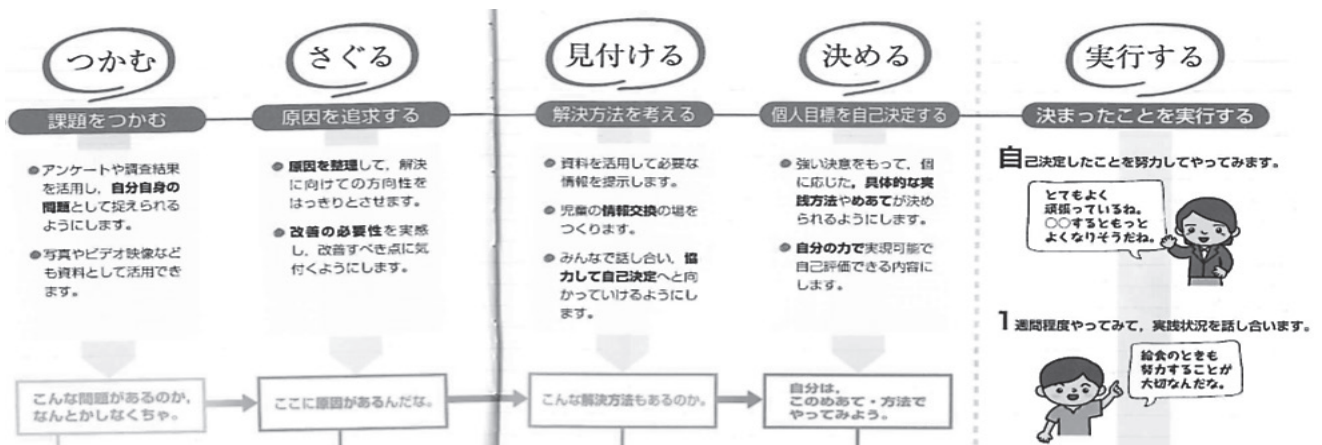 つかむ
課題をつかむ
●アンケートや調査結果
を活用し，自分自身の
問題として捉えられる
ようにします。
●写真やビデオ映像など
も資料として活用でき
ます。
こんな問題があるのか，
なんとかしなくちゃ。
さぐる
原因を追求する
●原因を整理して，解決
に向けての方向性を
はっきりとさせます。
●改善の必要性を実感
し，改善すべき点に気
付くようにします。
ここに原因があるんだな。
見付ける
解決方法を考える
●資料を活用して必要な
情報を提示します。
●児童の情報交換の場を
つくります。
●みんなで話し合い，協
力して自己決定へと向
かっていけるようにし
ます。
こんな解決方法もあるのか。
決める
個人目標を自己決定する
●強い決意をもって，個
に応じた，具体的な実
践方法やめあてが決め
られるようにします。
●自分の力で実現可能で
自己評価できる内容に
します。
自分は，
このめあて・方法で
やってみよう。
実行する
決まったことを実行する
自己決定したことを努力してやってみます。
とてもよく
頑張っているね。
○○するともっと
よくなりそうだね。
1週間程度やってみて，実践状況を話し合います。
給食のときも
努力することが
大切なんだな。